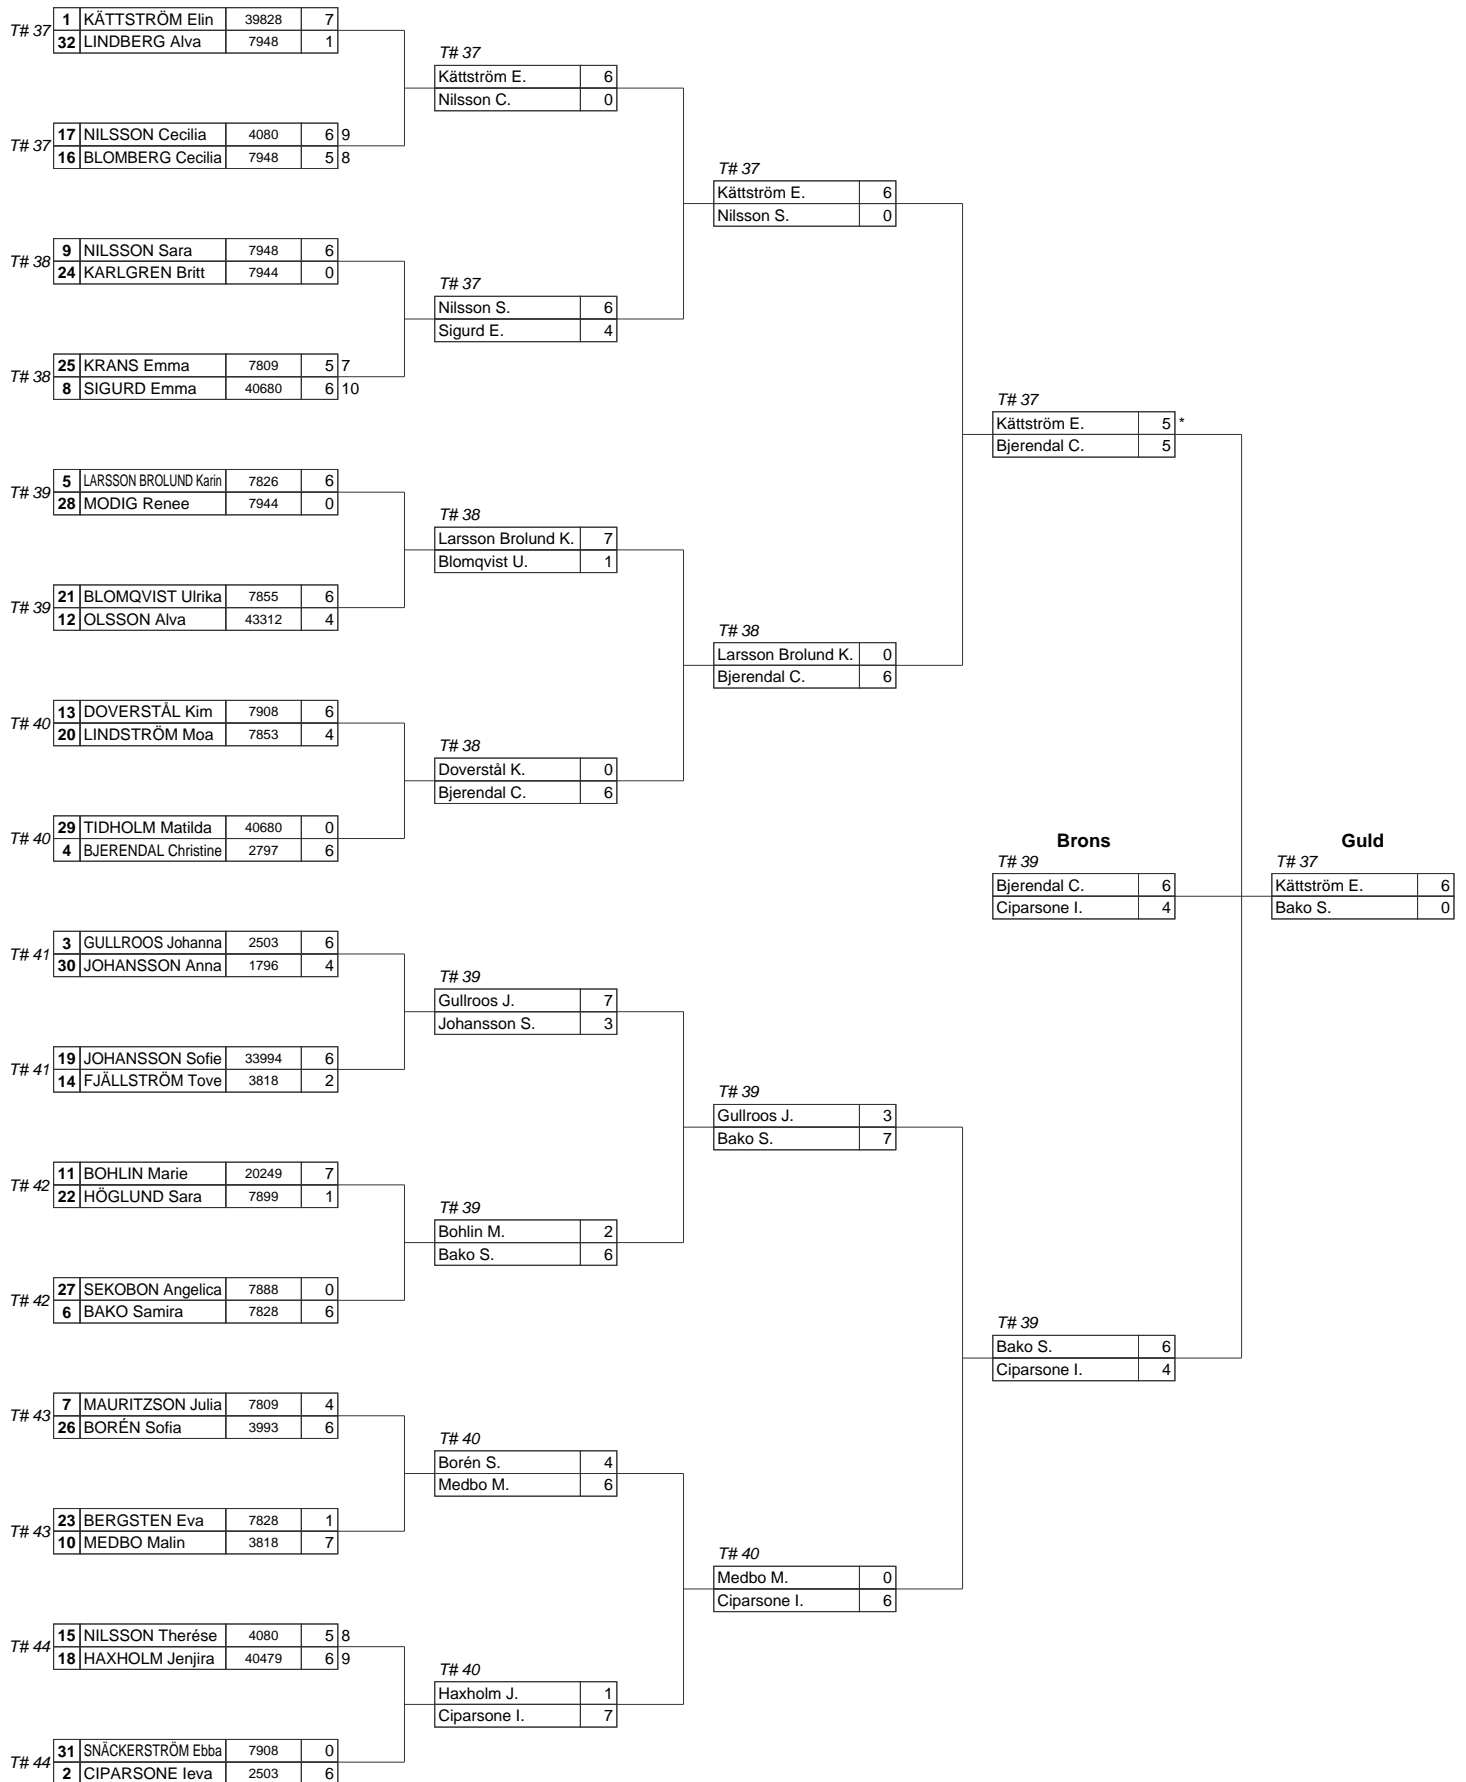 T# 37
1 KÄTTSTRÖM Elin 39828 7
32 LINDBERG Alva 7948 1
T# 37
17 NILSSON Cecilia 4080 6 9
16 BLOMBERG Cecilia 7948 5 8
T# 38
9 NILSSON Sara 7948 6
24 KARLGREN Britt 7944 0
T# 38
25 KRANS Emma 7809 5 7
8 SIGURD Emma 40680 6 10
T# 39
5 LARSSON BROLUND Karin 7826 6
28 MODIG Renee 7944 0
T# 39
21 BLOMQVIST Ulrika 7855 6
12 OLSSON Alva 43312 4
T# 40
13 DOVERSTÅL Kim 7908 6
20 LINDSTRÖM Moa 7853 4
T# 40
29 TIDHOLM Matilda 40680 0
4 BJERENDAL Christine 2797 6
T# 41
3 GULLROOS Johanna 2503 6
30 JOHANSSON Anna 1796 4
T# 41
19 JOHANSSON Sofie 33994 6
14 FJÄLLSTRÖM Tove 3818 2
T# 42
11 BOHLIN Marie 20249 7
22 HÖGLUND Sara 7899 1
T# 42
27 SEKOBON Angelica 7888 0
6 BAKO Samira 7828 6
T# 43
7 MAURITZSON Julia 7809 4
26 BORÉN Sofia 3993 6
T# 43
23 BERGSTEN Eva 7828 1
10 MEDBO Malin 3818 7
T# 44
15 NILSSON Therése 4080 5 8
18 HAXHOLM Jenjira 40479 6 9
T# 44
31 SNÄCKERSTRÖM Ebba 7908 0
2 CIPARSONE Ieva 2503 6
T# 37
Kättström E. 6
Nilsson C. 0
T# 37
Nilsson S. 6
Sigurd E. 4
T# 38
Larsson Brolund K. 7
Blomqvist U. 1
T# 38
Doverstål K. 0
Bjerendal C. 6
T# 39
Gullroos J. 7
Johansson S. 3
T# 39
Bohlin M. 2
Bako S. 6
T# 40
Borén S. 4
Medbo M. 6
T# 40
Haxholm J. 1
Ciparsone I. 7
T# 37
Kättström E. 6
Nilsson S. 0
T# 38
Larsson Brolund K. 0
Bjerendal C. 6
T# 39
Gullroos J. 3
Bako S. 7
T# 40
Medbo M. 0
Ciparsone I. 6
T# 37
Kättström E. 5 *
Bjerendal C. 5
T# 39
Bako S. 6
Ciparsone I. 4
Brons
T# 39
Bjerendal C. 6
Ciparsone I. 4
Guld
T# 37
Kättström E. 6
Bako S. 0